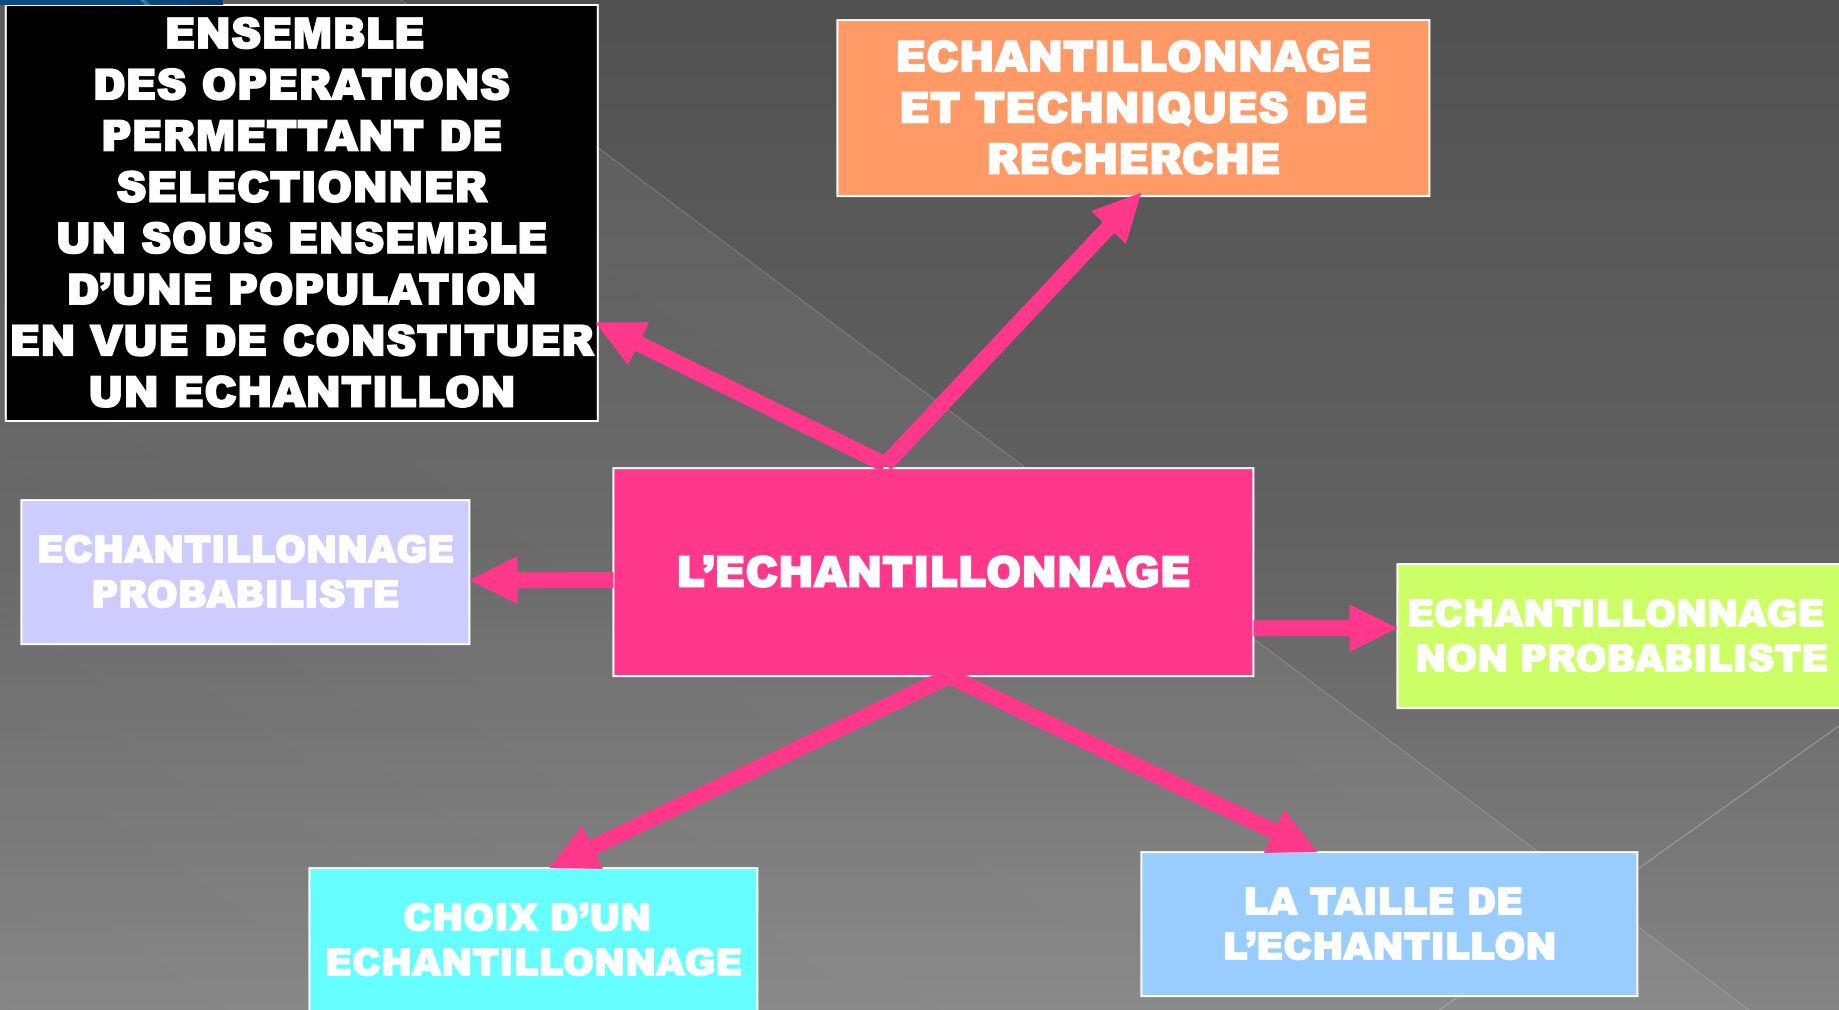 ENSEMBLE
DES OPERATIONS
PERMETTANT DE
SELECTIONNER
UN SOUS ENSEMBLE
D’UNE POPULATION
EN VUE DE CONSTITUER
UN ECHANTILLON
ECHANTILLONNAGE
ET TECHNIQUES DE
RECHERCHE
ECHANTILLONNAGE
PROBABILISTE
L’ECHANTILLONNAGE
ECHANTILLONNAGE
NON PROBABILISTE
CHOIX D’UN
ECHANTILLONNAGE
LA TAILLE DE
L’ECHANTILLON